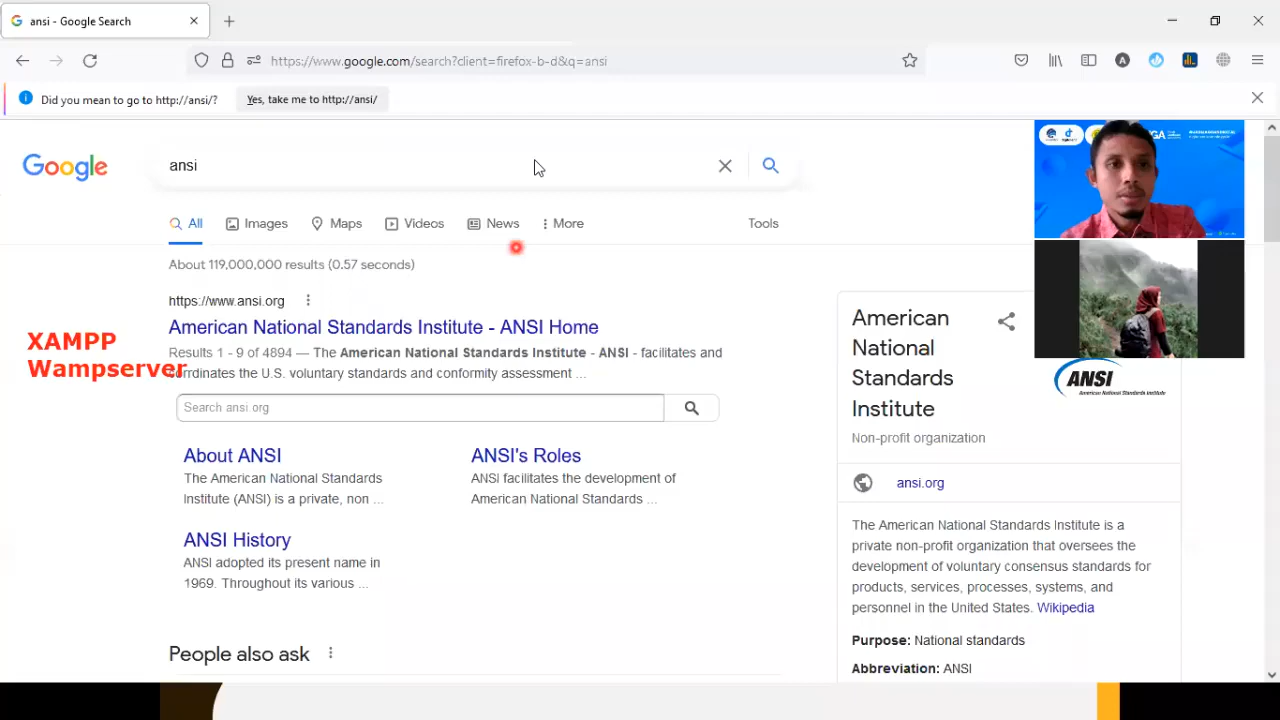 ansi - Google Search
https://www.google.com/search?client=firefox-b-d&q=ansi
Did you mean to go to http://ansi/?
Yes, take me to http://ansi/
Google
ansi
All
Images
Maps
Videos
News
More
Tools
About 119,000,000 results (0.57 seconds)
https://www.ansi.org
American National Standards Institute - ANSI Home
Results 1 - 9 of 4894 — The American National Standards Institute - ANSI - facilitates and
corrdinates the U.S. voluntary standards and conformity assessment ...
Search ansi.org
About ANSI
The American National Standards
Institute (ANSI) is a private, non ...
ANSI's Roles
ANSI facilitates the development of
American National Standards ...
ANSI History
ANSI adopted its present name in
1969. Throughout its various ...
People also ask
XAMPP
Wampserver
American
National
Standards
Institute
Non-profit organization
ANSI
American National Standards Institute
ansi.org
The American National Standards Institute is a
private non-profit organization that oversees the
development of voluntary consensus standards for
products, services, processes, systems, and
personnel in the United States. Wikipedia
Purpose: National standards
Abbreviation: ANSI